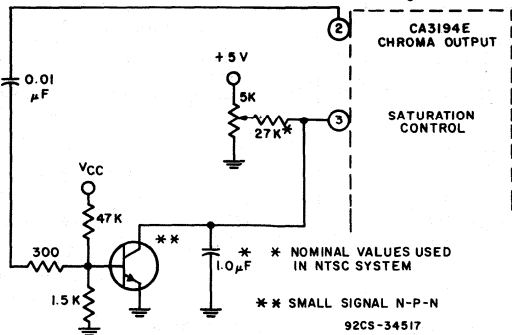 2
CA3194E
CHROMA OUTPUT
0.01
μF
+5V
5K
27K*
3
SATURATION
CONTROL
VCC
47K
**
300
1.5K
1.0μF
*
* NOMINAL VALUES USED
IN NTSC SYSTEM
** SMALL SIGNAL N-P-N
92CS-34517